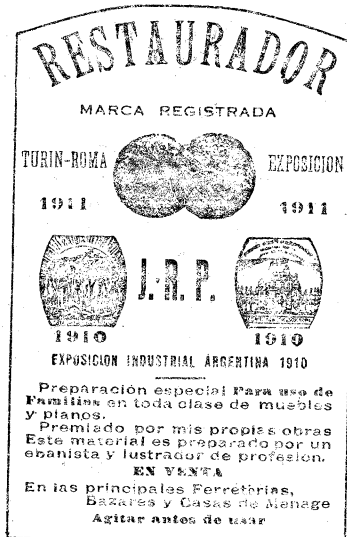 RESTAURADOR
MARCA REGISTRADA
TURIN-ROMA EXPOSICION
1911 1911
J.R.P.
1910 1910
EXPOSICION INDUSTRIAL ARGENTINA 1910
Preparación especial Para uso de
Familias en toda clase de muebles
y pianos.
Premiado por mis propias obras
Este material es preparado por un
ebanista y lustrador de profesión.
EN VENTA
En las principales Ferreterias,
Bazares y Casas de Menage
Agitar antes de usar